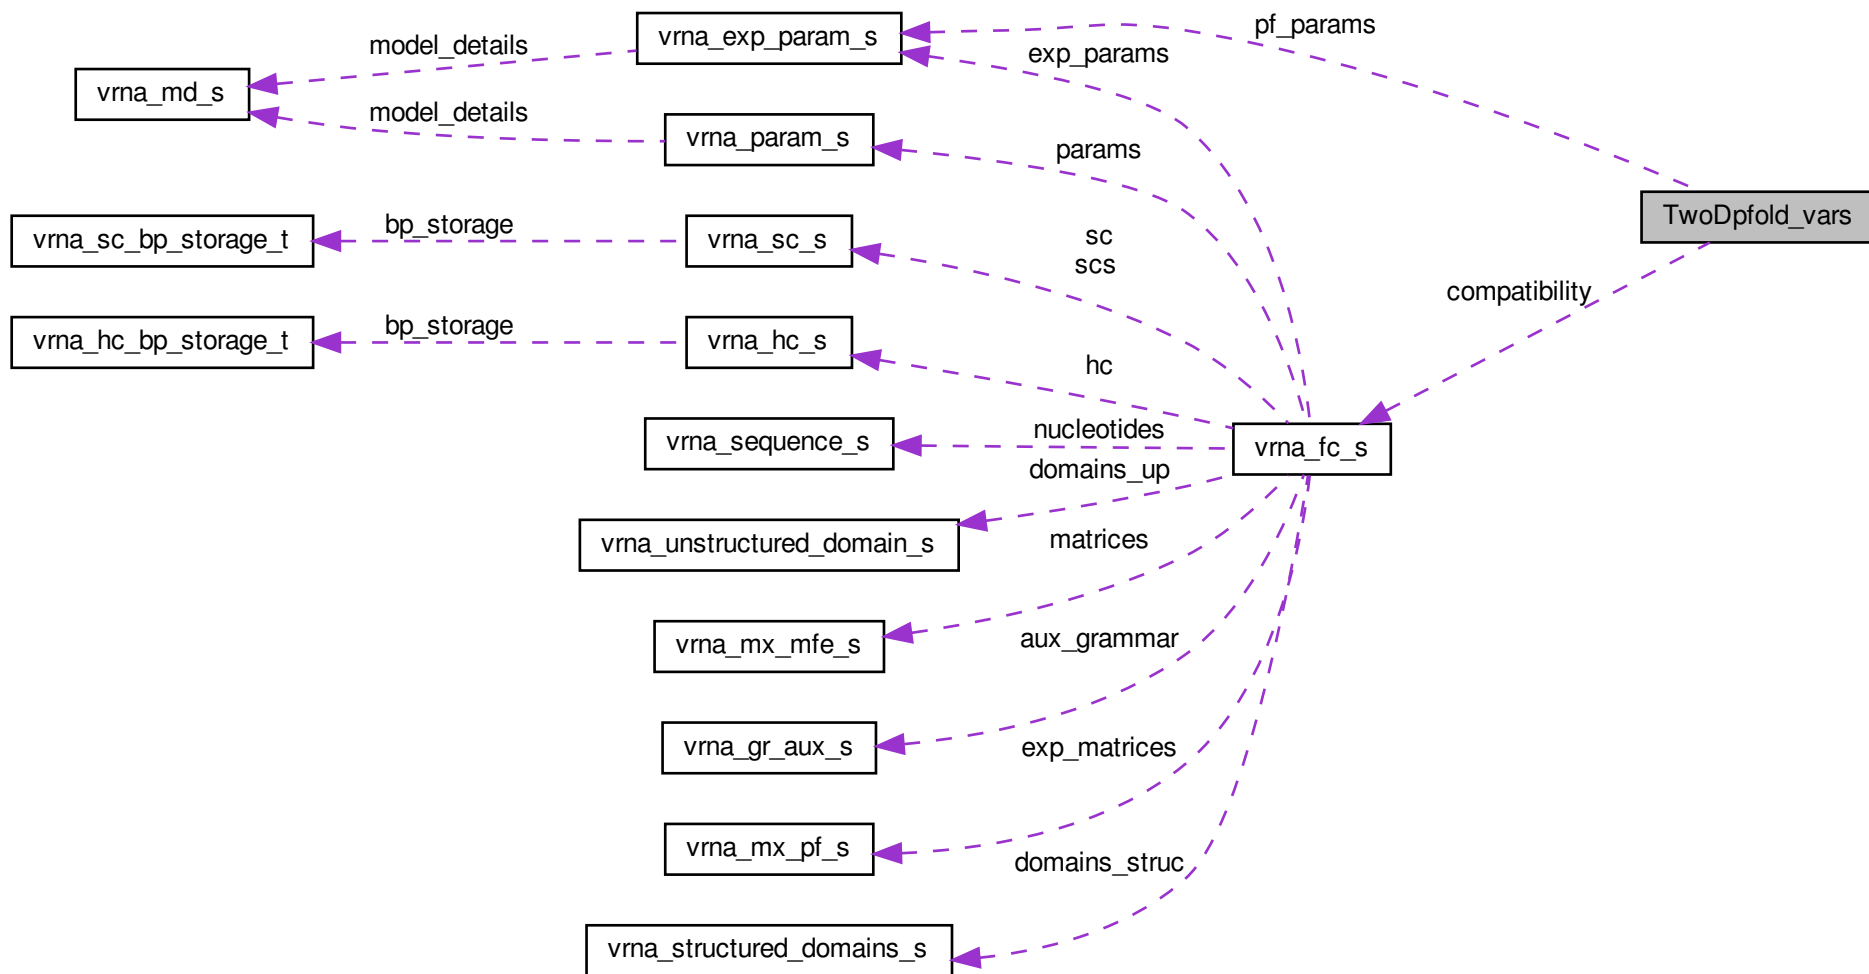 pf_params
vrna_exp_param_s
model_details
exp_params
vrna_md_s
model_details
vrna_param_s
params
TwoDpfold_vars
bp_storage
vrna_sc_bp_storage_t
vrna_sc_s
sc
scs
compatibility
bp_storage
vrna_hc_bp_storage_t
vrna_hc_s
hc
nucleotides
vrna_sequence_s
vrna_fc_s
domains_up
vrna_unstructured_domain_s
matrices
vrna_mx_mfe_s
aux_grammar
vrna_gr_aux_s
exp_matrices
vrna_mx_pf_s
domains_struc
vrna_structured_domains_s